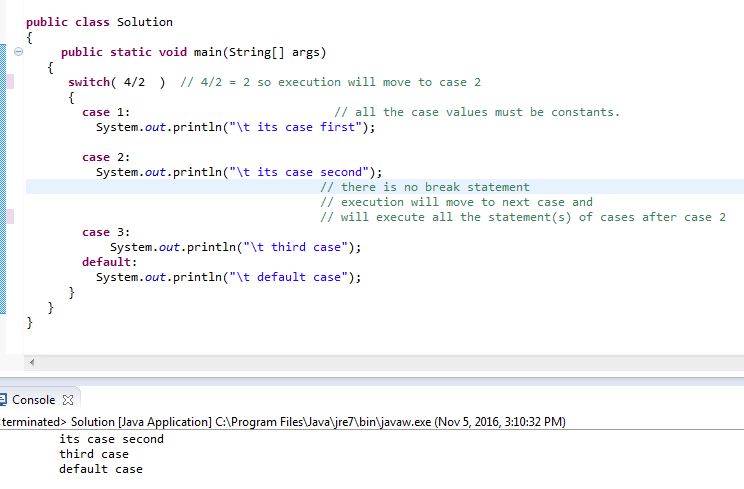 public class Solution
{
public static void main(String[] args)
{
switch( 4/2  )  // 4/2 = 2 so execution will move to case 2
{
case 1:                             // all the case values must be constants.
System.out.println("\t its case first");
case 2:
System.out.println("\t its case second");
// there is no break statement
// execution will move to next case and
// will execute all the statement(s) of cases after case 2
case 3:
System.out.println("\t third case");
default:
System.out.println("\t default case");
}
}
}
Console
terminated> Solution [Java Application] C:\Program Files\Java\jre7\bin\javaw.exe (Nov 5, 2016, 3:10:32 PM)
its case second
third case
default case